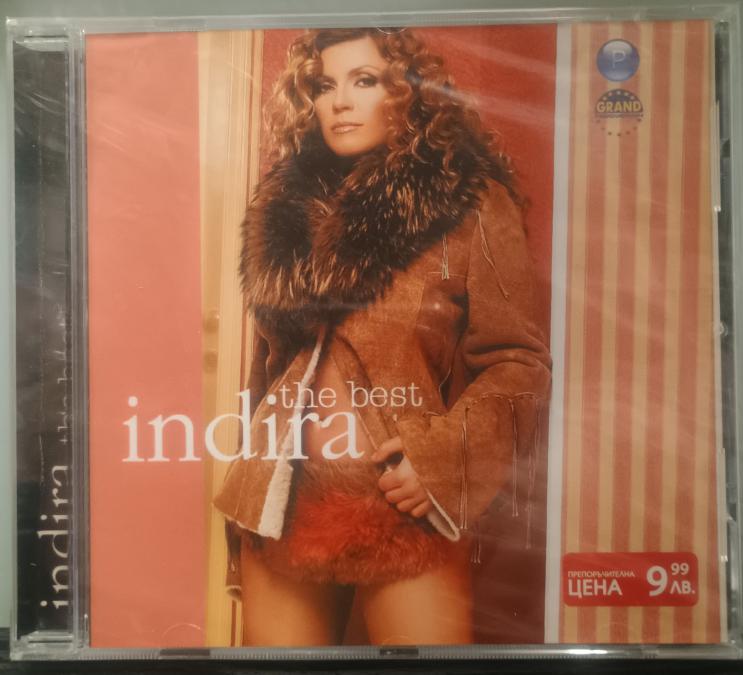 P
GRAND
the best
indira
indira the best
ПРЕПОРЪЧИТЕЛНА
ЦЕНА 9 99 ЛВ.